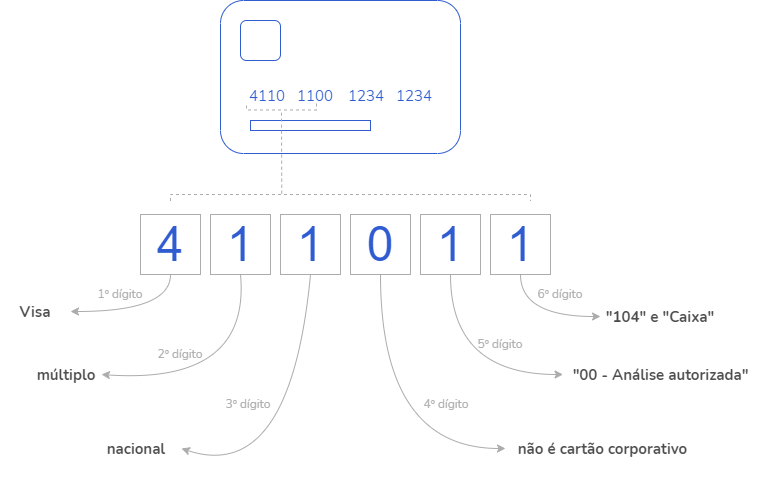 4110 1100 1234 1234
4 1 1 0 1 1
1º dígito
6º dígito
Visa
"104" e "Caixa"
5º dígito
2º dígito
múltiplo
"00 - Análise autorizada"
3º dígito
4º dígito
nacional
não é cartão corporativo